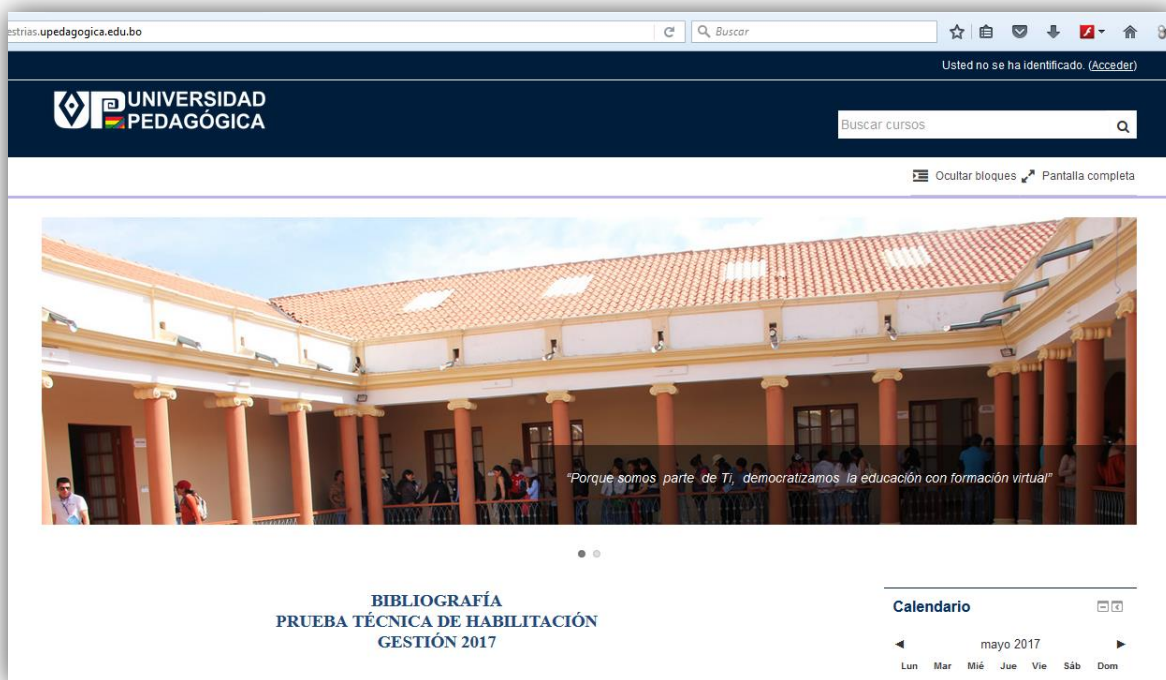 estrias.upedagogica.edu.bo
Buscar
Usted no se ha identificado. (Acceder)
UP UNIVERSIDAD
PEDAGÓGICA
Buscar cursos
Ocultar bloques Pantalla completa
"Porque somos parte de Ti, democratizamos la educación con formación virtual"
BIBLIOGRAFÍA
PRUEBA TÉCNICA DE HABILITACIÓN
GESTIÓN 2017
Calendario
mayo 2017
Lun Mar Mié Jue Vie Sáb Dom